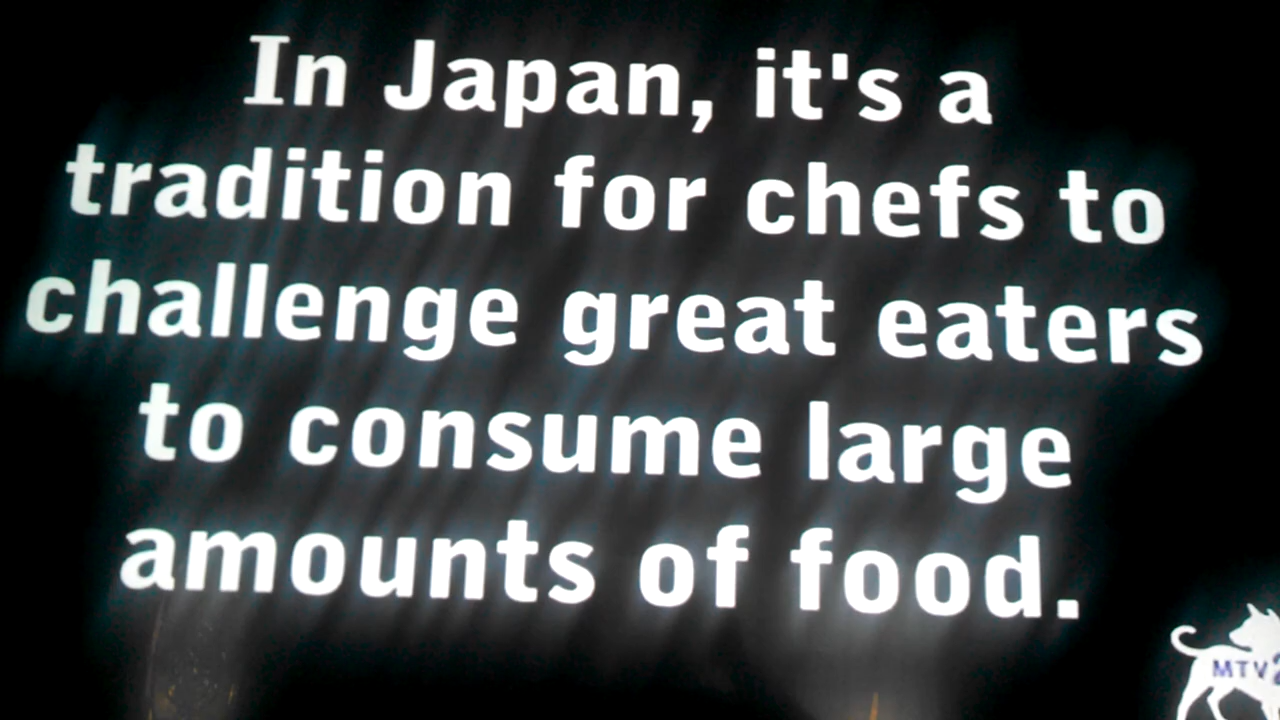 In Japan, it's a
tradition for chefs to
challenge great eaters
to consume large
amounts of food.
MTV2